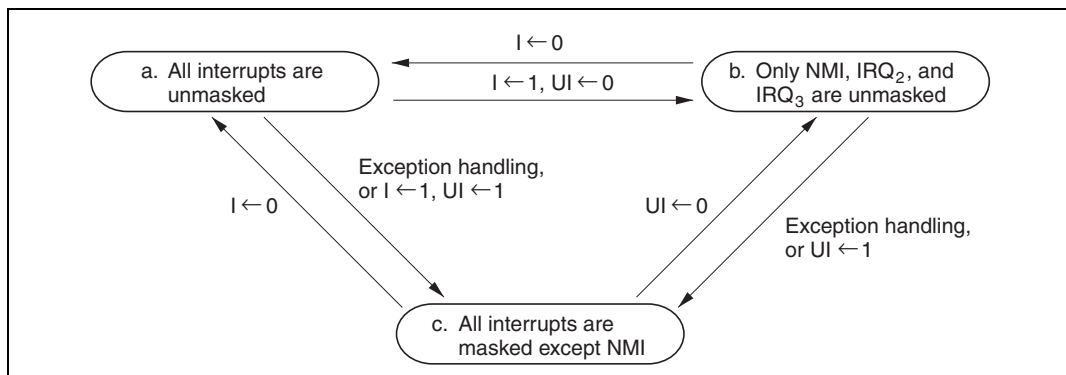 I ← 0
a. All interrupts are
unmasked
I ← 1, UI ← 0
b. Only NMI, IRQ2, and
IRQ3 are unmasked
Exception handling,
or I ← 1, UI ← 1
I ← 0
UI ← 0
Exception handling,
or UI ← 1
c. All interrupts are
masked except NMI